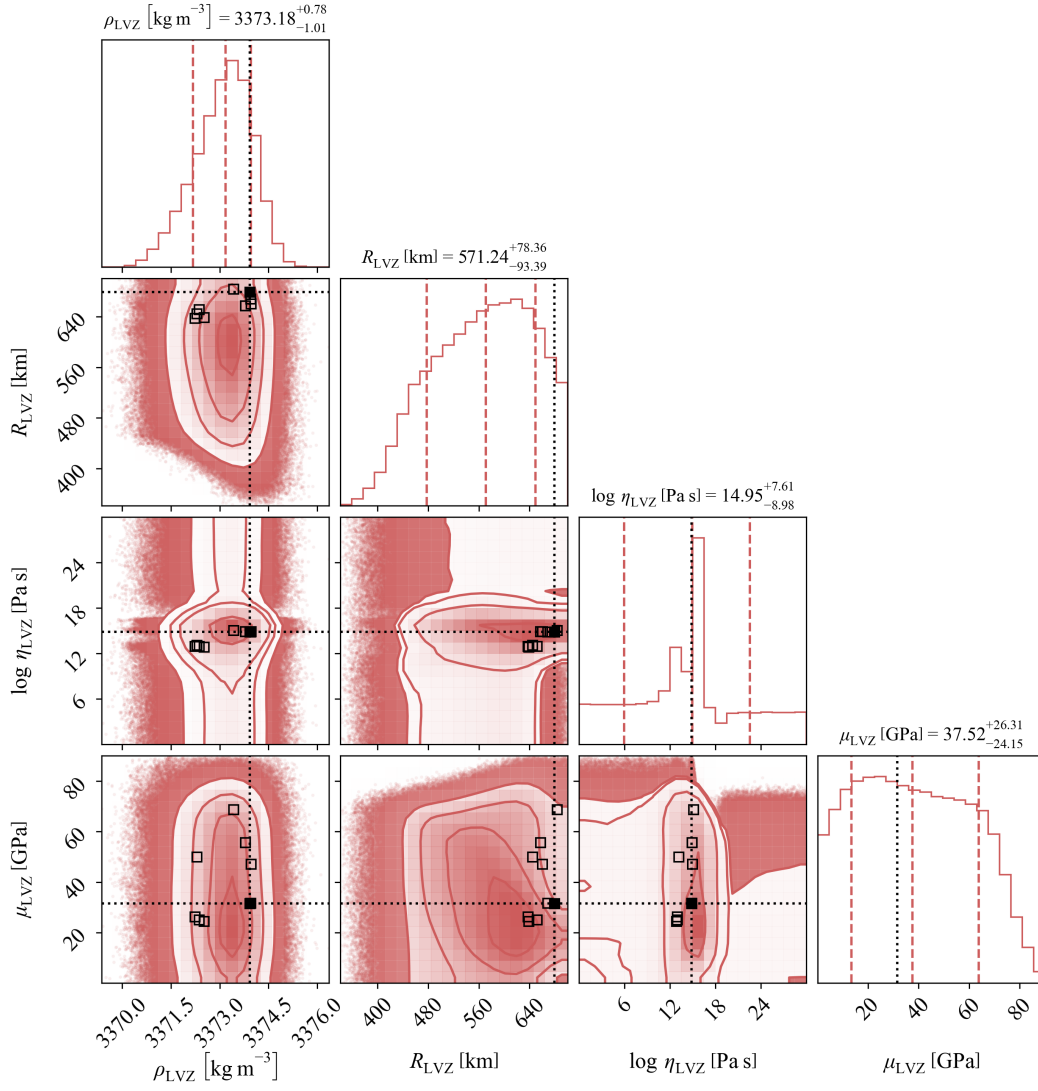 ρLVZ [kg m−3] = 3373.18+0.78−1.01
RLVZ [km] = 571.24+78.36−93.39
640
560
480
400
RLVZ [km]
log ηLVZ [Pa s] = 14.95+7.61−8.98
24
18
12
6
log ηLVZ [Pa s]
μLVZ [GPa] = 37.52+26.31−24.15
80
60
40
20
μLVZ [GPa]
3370.0 3371.5 3373.0 3374.5 3376.0
400 480 560 640
6 12 18 24
20 40 60 80
ρLVZ [kg m−3]
RLVZ [km]
log ηLVZ [Pa s]
μLVZ [GPa]